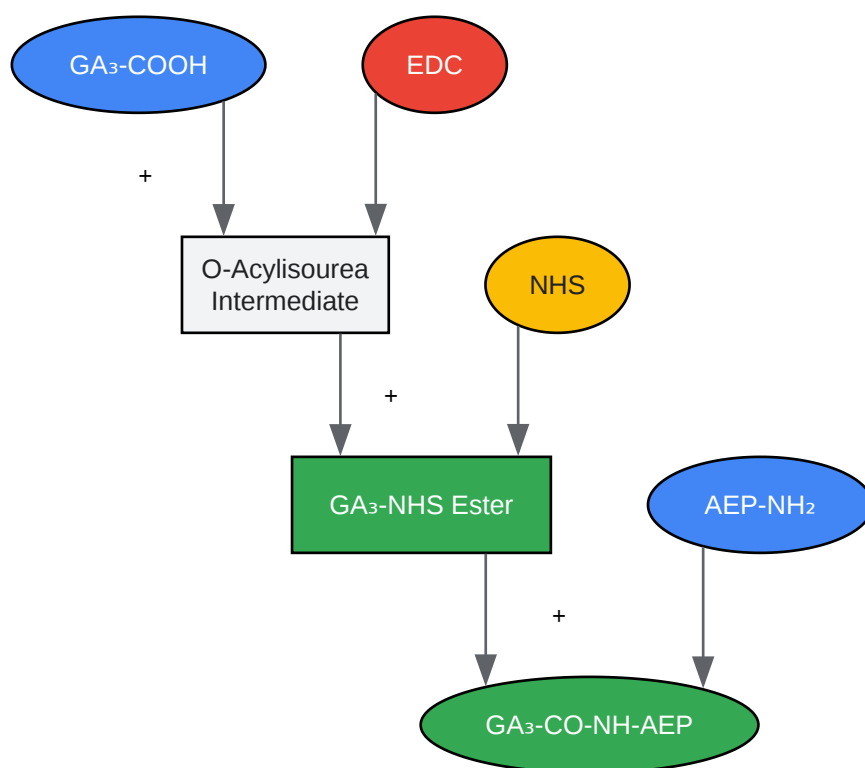 GA₃-COOH
EDC
+
O-Acylisourea
Intermediate
NHS
+
GA₃-NHS Ester
AEP-NH₂
+
GA₃-CO-NH-AEP